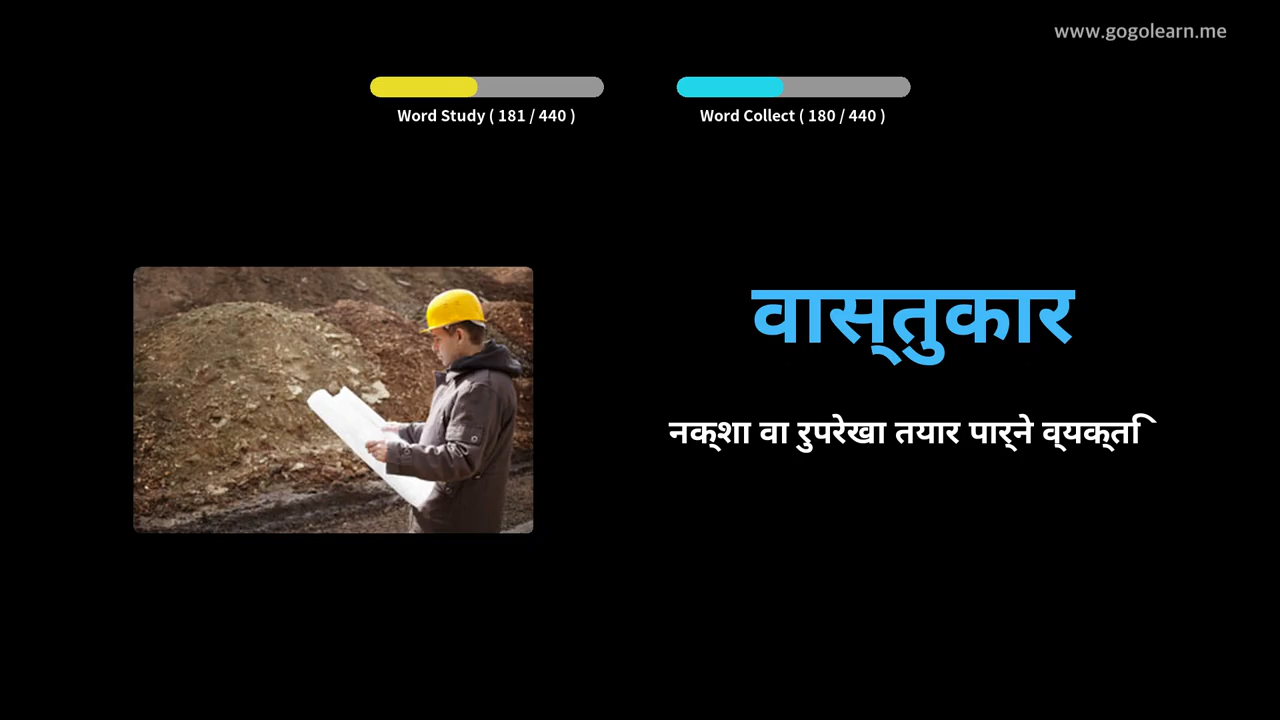 www.gogolearn.me
Word Study ( 181 / 440 )
Word Collect ( 180 / 440 )
वास्तुकार
नक्शा वा रुपरेखा तयार पार्ने व्यक्ति